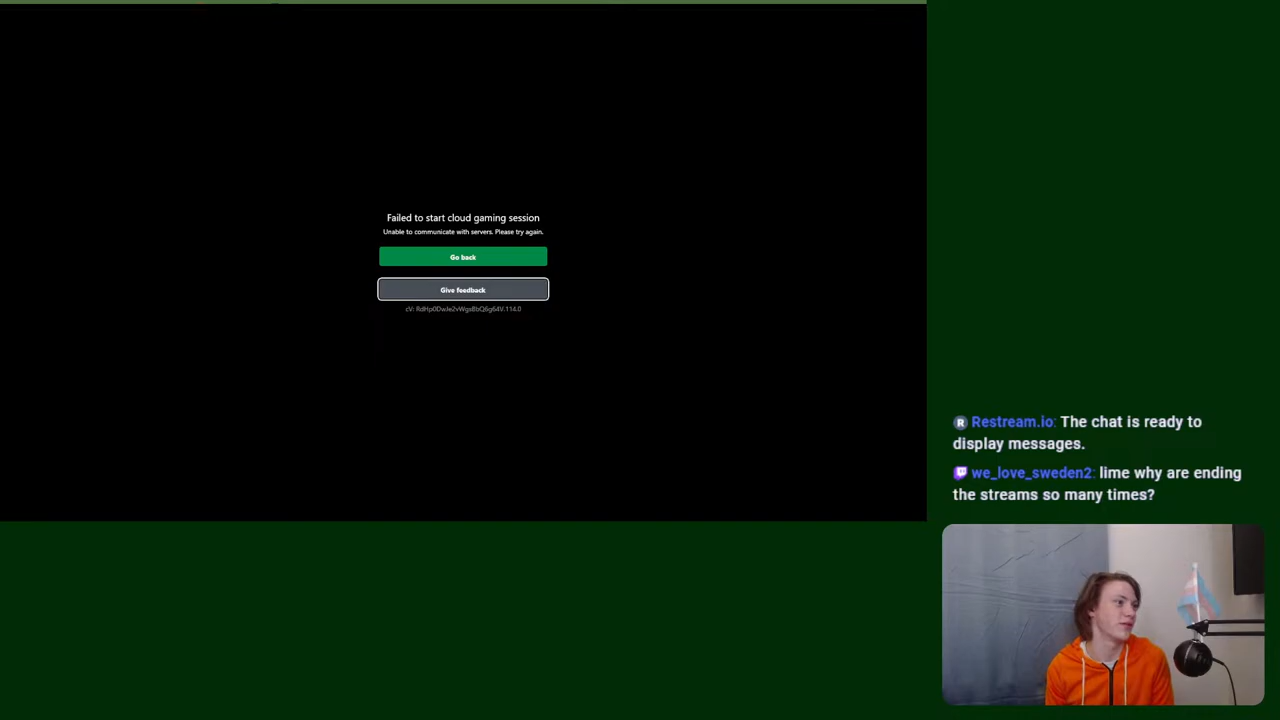 Failed to start cloud gaming session
Unable to communicate with servers. Please try again.
Go back
Give feedback
R Restream.io: The chat is ready to
display messages.
we_love_sweden2: lime why are ending
the streams so many times?